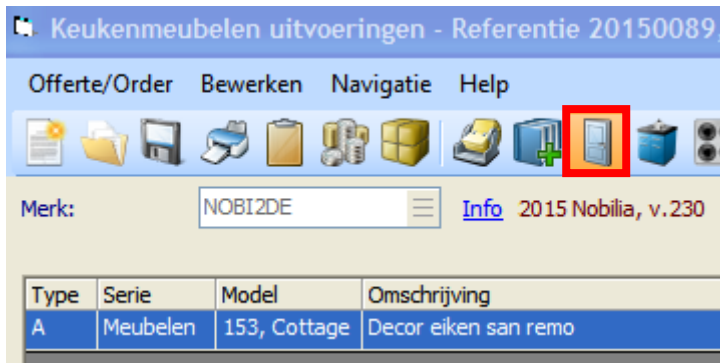 Keukenmeubelen uitvoeringen - Referentie 20150089,
Offerte/Order Bewerken Navigatie Help
Merk: NOBI2DE Info 2015 Nobilia, v.230
Type Serie Model Omschrijving
A Meubelen 153, Cottage Decor eiken san remo